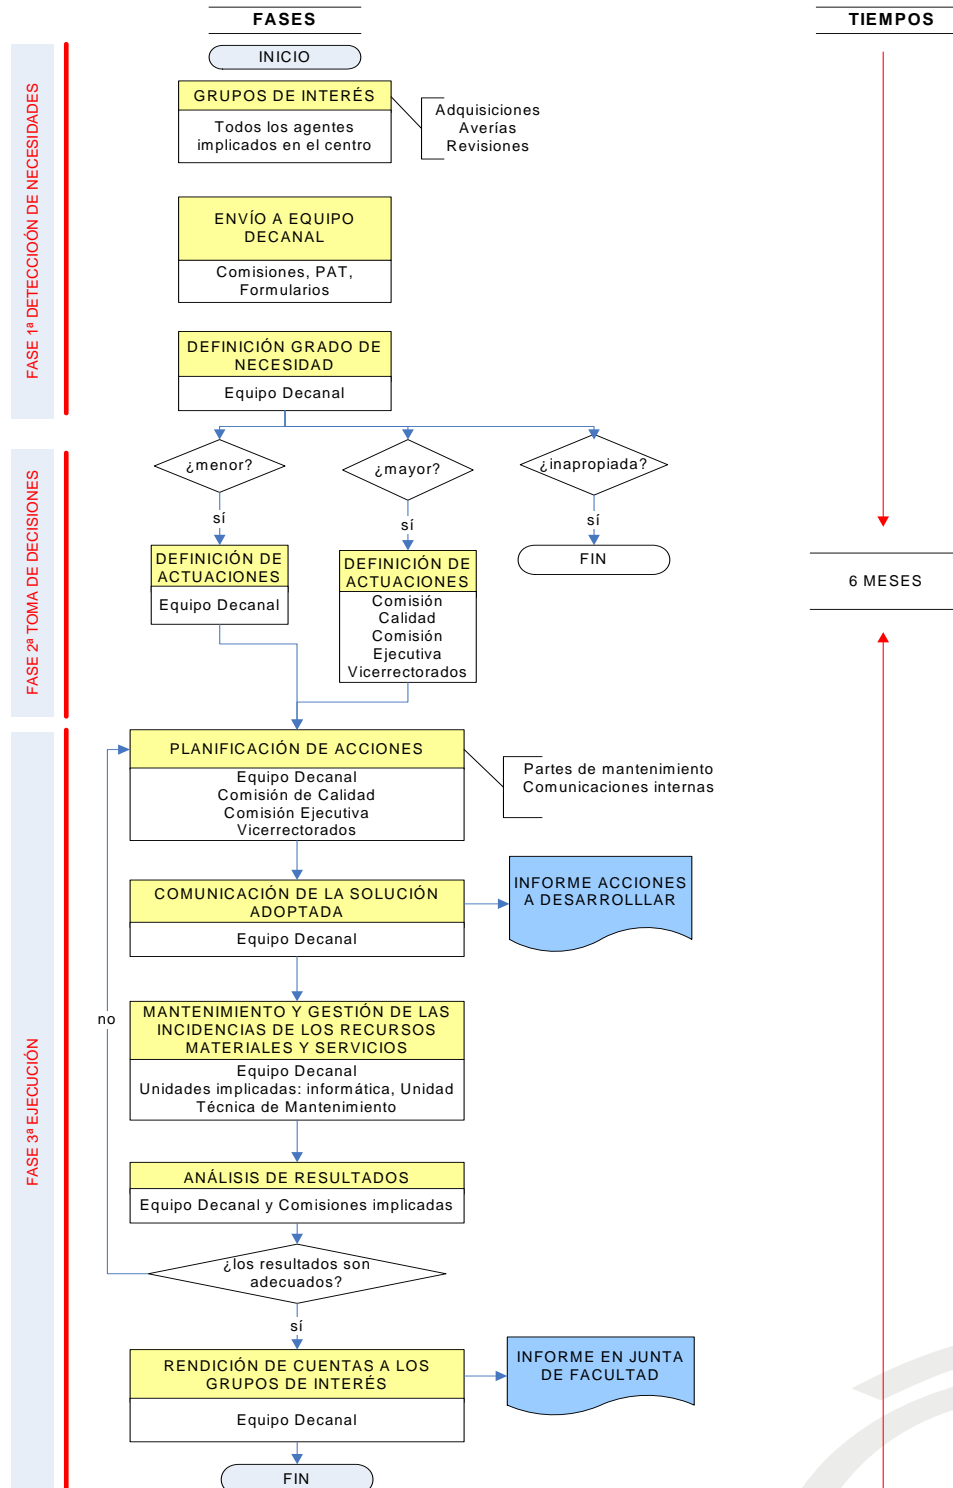 FASES
TIEMPOS
INICIO
FASE 1ª DETECCIOÓN DE NECESIDADES
GRUPOS DE INTERÉS
Todos los agentes
implicados en el centro
Adquisiciones
Averías
Revisiones
ENVÍO A EQUIPO
DECANAL
Comisiones, PAT,
Formularios
DEFINICIÓN GRADO DE
NECESIDAD
Equipo Decanal
FASE 2ª TOMA DE DECISIONES
¿menor?
¿mayor?
¿inapropiada?
sí
sí
sí
DEFINICIÓN DE
ACTUACIONES
Equipo Decanal
DEFINICIÓN DE
ACTUACIONES
Comisión
Calidad
Comisión
Ejecutiva
Vicerrectorados
FIN
6 MESES
FASE 3ª EJECUCIÓN
PLANIFICACIÓN DE ACCIONES
Equipo Decanal
Comisión de Calidad
Comisión Ejecutiva
Vicerrectorados
Partes de mantenimiento
Comunicaciones internas
COMUNICACIÓN DE LA SOLUCIÓN
ADOPTADA
Equipo Decanal
INFORME ACCIONES
A DESARROLLLAR
no
MANTENIMIENTO Y GESTIÓN DE LAS
INCIDENCIAS DE LOS RECURSOS
MATERIALES Y SERVICIOS
Equipo Decanal
Unidades implicadas: informática, Unidad
Técnica de Mantenimiento
ANÁLISIS DE RESULTADOS
Equipo Decanal y Comisiones implicadas
¿los resultados son
adecuados?
sí
RENDICIÓN DE CUENTAS A LOS
GRUPOS DE INTERÉS
Equipo Decanal
INFORME EN JUNTA
DE FACULTAD
FIN